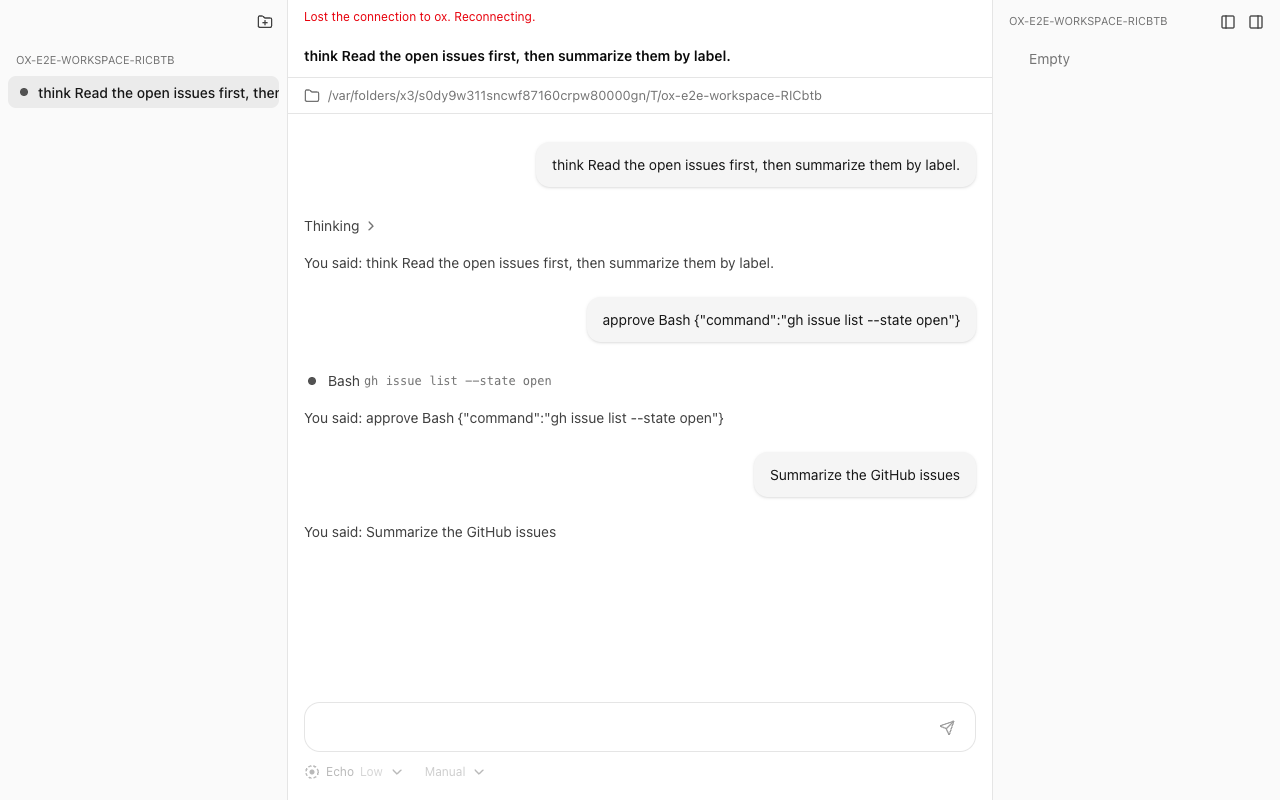 OX-E2E-WORKSPACE-RICBTB
think Read the open issues first, ther
Lost the connection to ox. Reconnecting.
think Read the open issues first, then summarize them by label.
/var/folders/x3/s0dy9w311sncwf87160crpw80000gn/T/ox-e2e-workspace-RICbtb
think Read the open issues first, then summarize them by label.
Thinking
You said: think Read the open issues first, then summarize them by label.
approve Bash {"command":"gh issue list --state open"}
Bash gh issue list --state open
You said: approve Bash {"command":"gh issue list --state open"}
Summarize the GitHub issues
You said: Summarize the GitHub issues
Echo Low Manual
OX-E2E-WORKSPACE-RICBTB
Empty